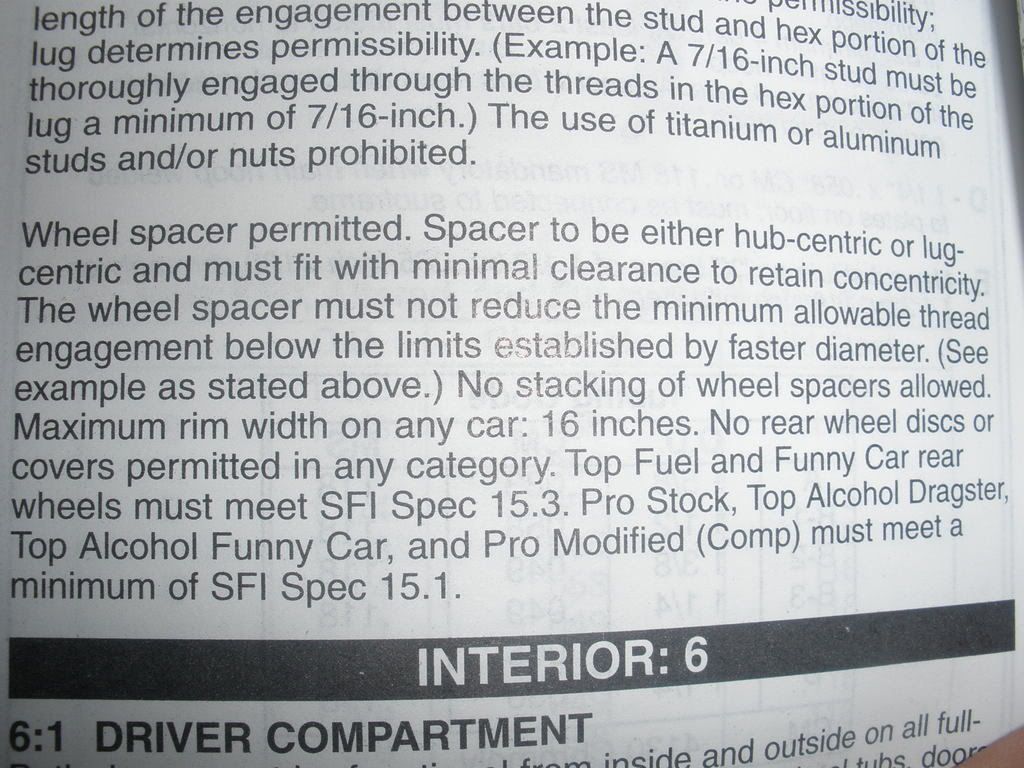 permissibility;
length of the engagement between the stud and hex portion of the
lug determines permissibility. (Example: A 7/16-inch stud must be
thoroughly engaged through the threads in the hex portion of the
lug a minimum of 7/16-inch.) The use of titanium or aluminum
studs and/or nuts prohibited.
Wheel spacer permitted. Spacer to be either hub-centric or lug-
centric and must fit with minimal clearance to retain concentricity.
The wheel spacer must not reduce the minimum allowable thread
engagement below the limits established by faster diameter. (See
example as stated above.) No stacking of wheel spacers allowed.
Maximum rim width on any car: 16 inches. No rear wheel discs or
covers permitted in any category. Top Fuel and Funny Car rear
wheels must meet SFI Spec 15.3. Pro Stock, Top Alcohol Dragster,
Top Alcohol Funny Car, and Pro Modified (Comp) must meet a
minimum of SFI Spec 15.1.
INTERIOR: 6
6:1 DRIVER COMPARTMENT
from inside and outside on all full-
tubs, doors